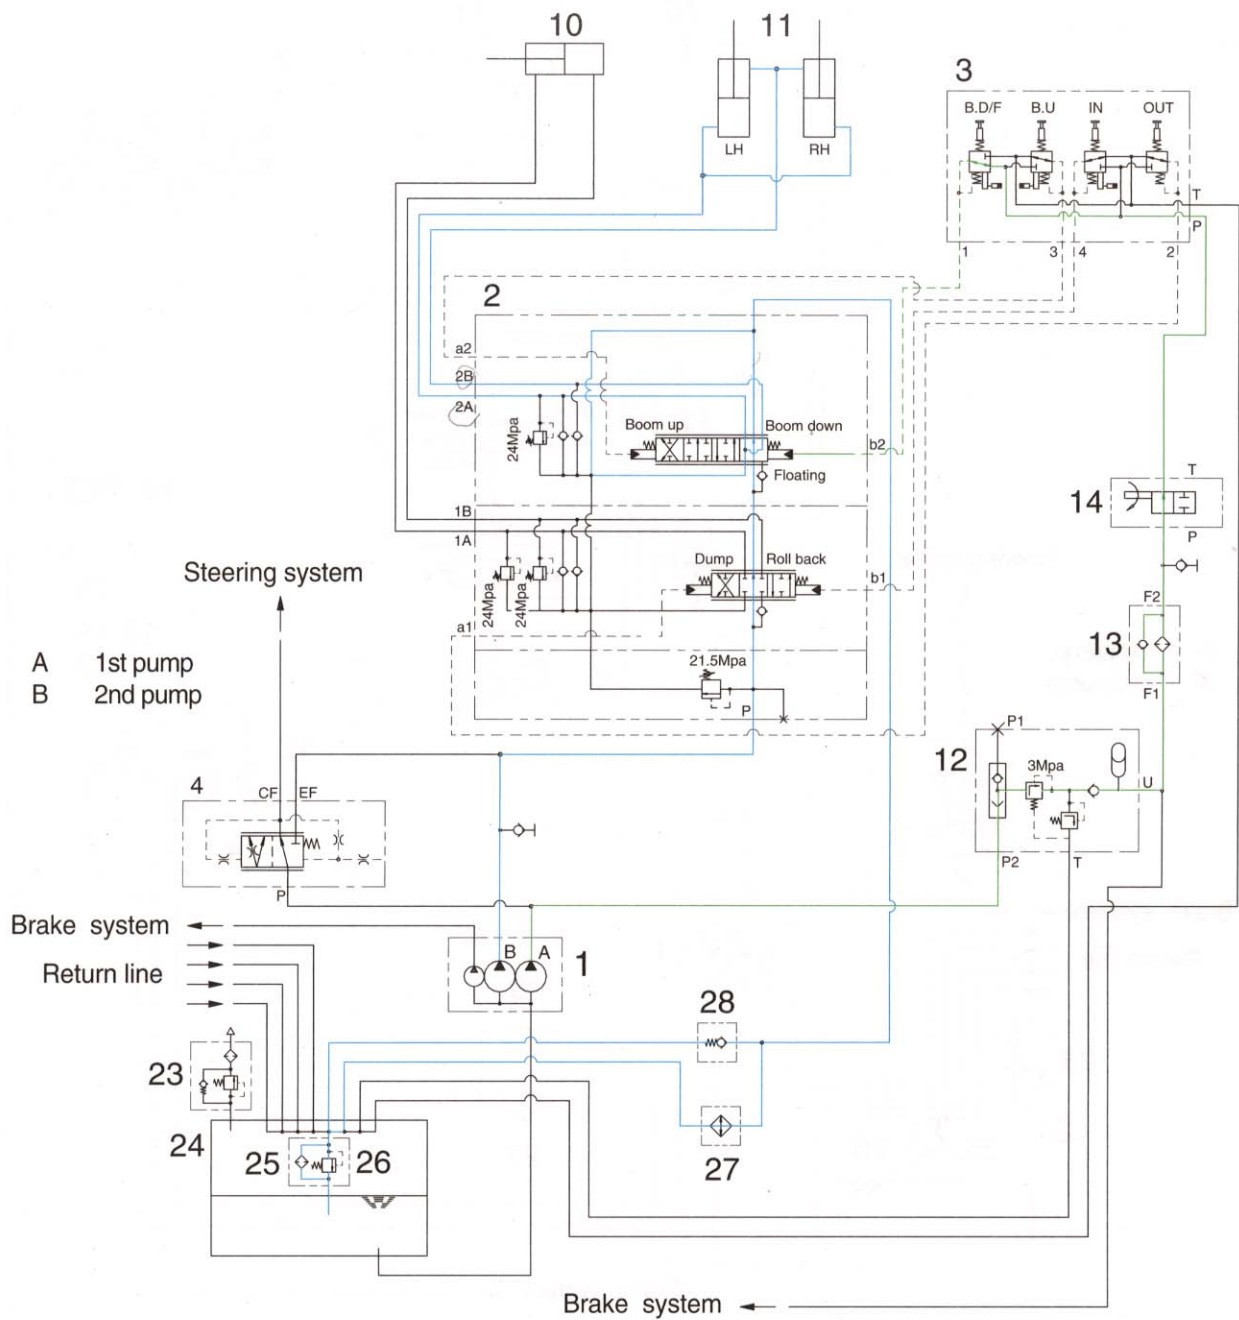 10
11
3
B.D/F B.U IN OUT
LH RH
T
P
1 3 4 2
2
a2
2B
2A
Boom up Boom down
24Mpa
b2
Floating
T
14
P
1B
1A
Dump Roll back
24Mpa 24Mpa
b1
Steering system
F2
13
F1
a1
A 1st pump
B 2nd pump
21.5Mpa
P
P1
12
3Mpa
U
P2 T
4
CF EF
P
Brake system
B A
1
Return line
28
23
24
25 26
27
Brake system